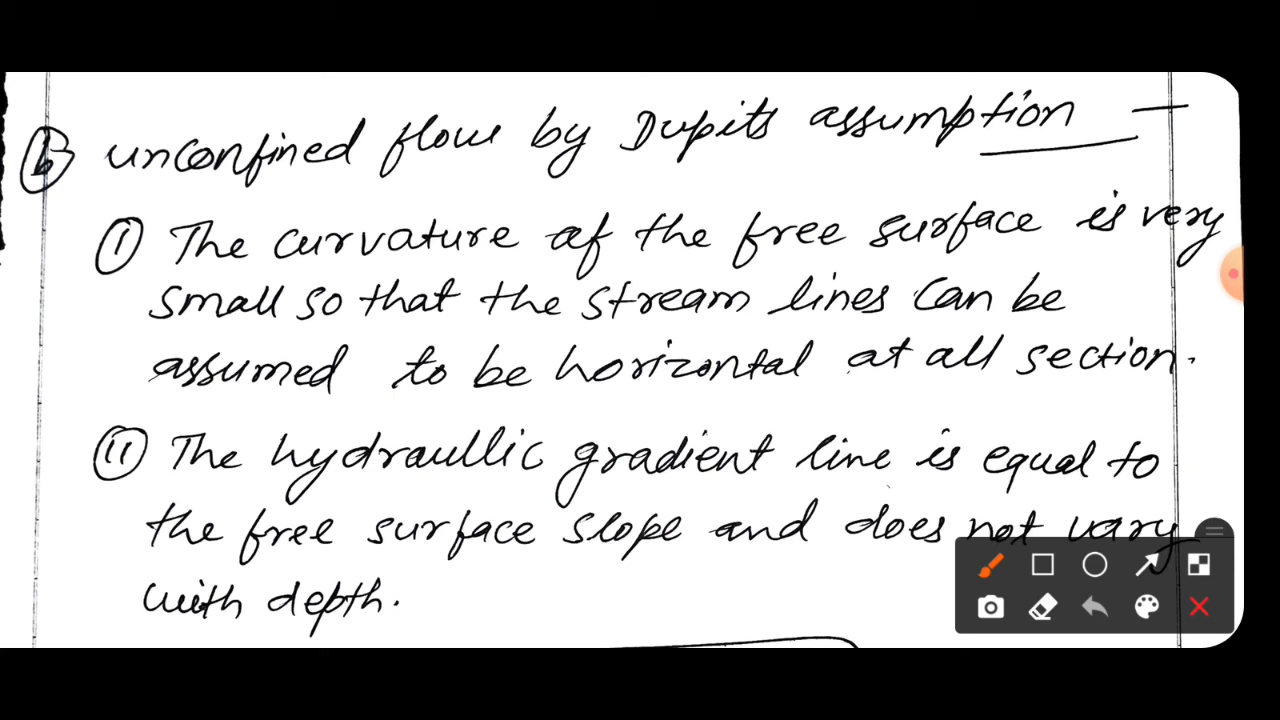 b unconfined flow by Dupits assumption —
I The curvature of the free surface is very
small so that the stream lines can be
assumed to be horizontal at all section.
II The hydraullic gradient line is equal to
the free surface slope and does not vary
with depth.